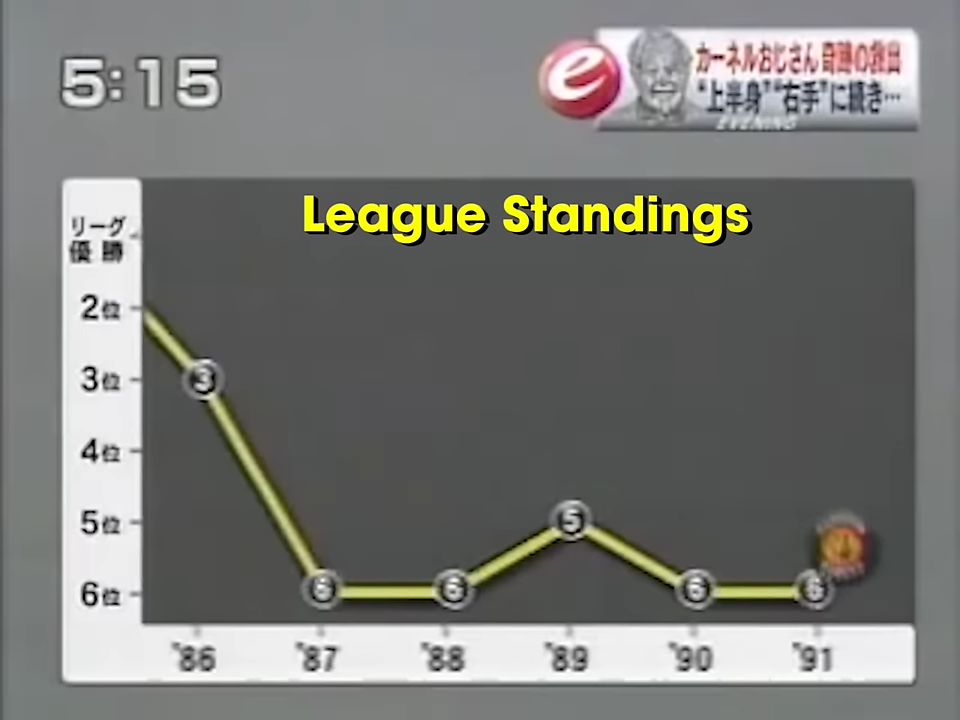 5:15
e
カーネルおじさん 奇跡の救出
"上半身""右手"に続き…
EVENING
League Standings
リーグ
優勝
2位
3位
4位
5位
6位
3
6
6
5
6
6
'86
'87
'88
'89
'90
'91